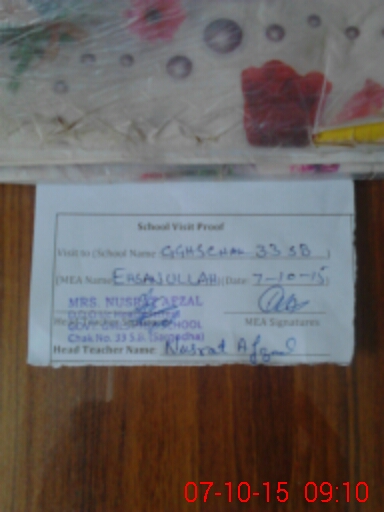 School Visit Proof
Visit to (School Name GGHSCHAK 33 SB )
(MEA Name EHSANULLAH) (Date: 7-10-15)
MRS. NUSRAT AFZAL
MEA Signatures
SCHOOL
Chak No. 33 S.B. (Sargodha)
Head Teacher Name: Nusrat Afzal
07-10-15 09:10